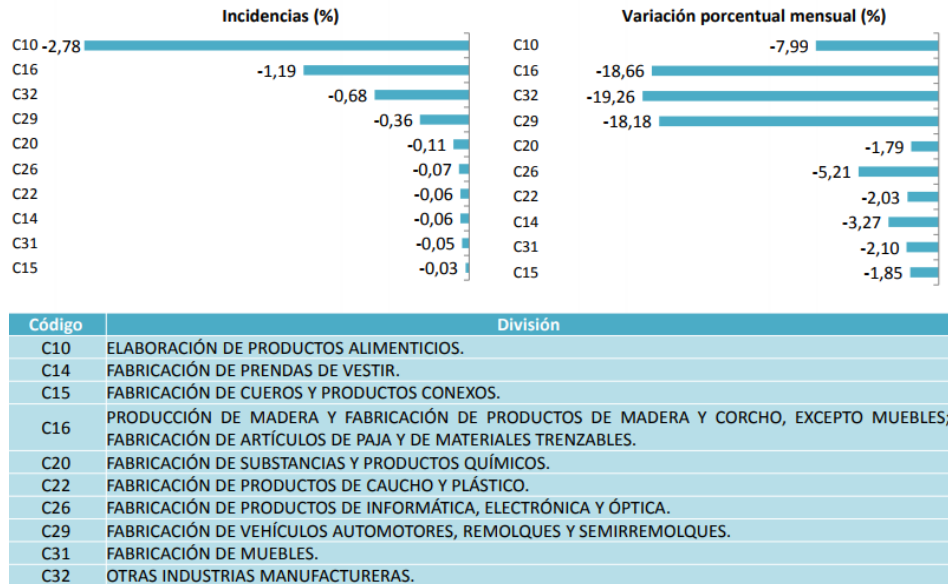 Incidencias (%)
C10 -2,78
C16 -1,19
C32 -0,68
C29 -0,36
C20 -0,11
C26 -0,07
C22 -0,06
C14 -0,06
C31 -0,05
C15 -0,03
Variación porcentual mensual (%)
C10 -7,99
C16 -18,66
C32 -19,26
C29 -18,18
C20 -1,79
C26 -5,21
C22 -2,03
C14 -3,27
C31 -2,10
C15 -1,85
Código División
C10 ELABORACIÓN DE PRODUCTOS ALIMENTICIOS.
C14 FABRICACIÓN DE PRENDAS DE VESTIR.
C15 FABRICACIÓN DE CUEROS Y PRODUCTOS CONEXOS.
C16 PRODUCCIÓN DE MADERA Y FABRICACIÓN DE PRODUCTOS DE MADERA Y CORCHO, EXCEPTO MUEBLES;
FABRICACIÓN DE ARTÍCULOS DE PAJA Y DE MATERIALES TRENZABLES.
C20 FABRICACIÓN DE SUBSTANCIAS Y PRODUCTOS QUÍMICOS.
C22 FABRICACIÓN DE PRODUCTOS DE CAUCHO Y PLÁSTICO.
C26 FABRICACIÓN DE PRODUCTOS DE INFORMÁTICA, ELECTRÓNICA Y ÓPTICA.
C29 FABRICACIÓN DE VEHÍCULOS AUTOMOTORES, REMOLQUES Y SEMIRREMOLQUES.
C31 FABRICACIÓN DE MUEBLES.
C32 OTRAS INDUSTRIAS MANUFACTURERAS.